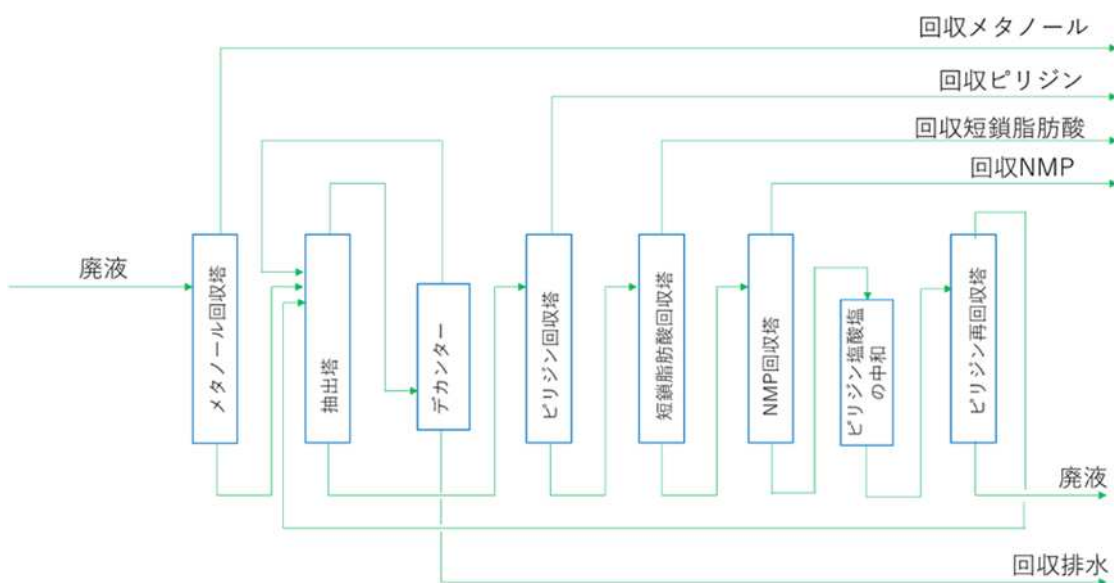 回収メタノール
回収ピリジン
回収短鎖脂肪酸
回収NMP
廃液
メタノール回収塔
抽出塔
デカンター
ピリジン回収塔
短鎖脂肪酸回収塔
NMP回収塔
ピリジン塩酸塩
の中和
ピリジン再回収塔
廃液
回収排水